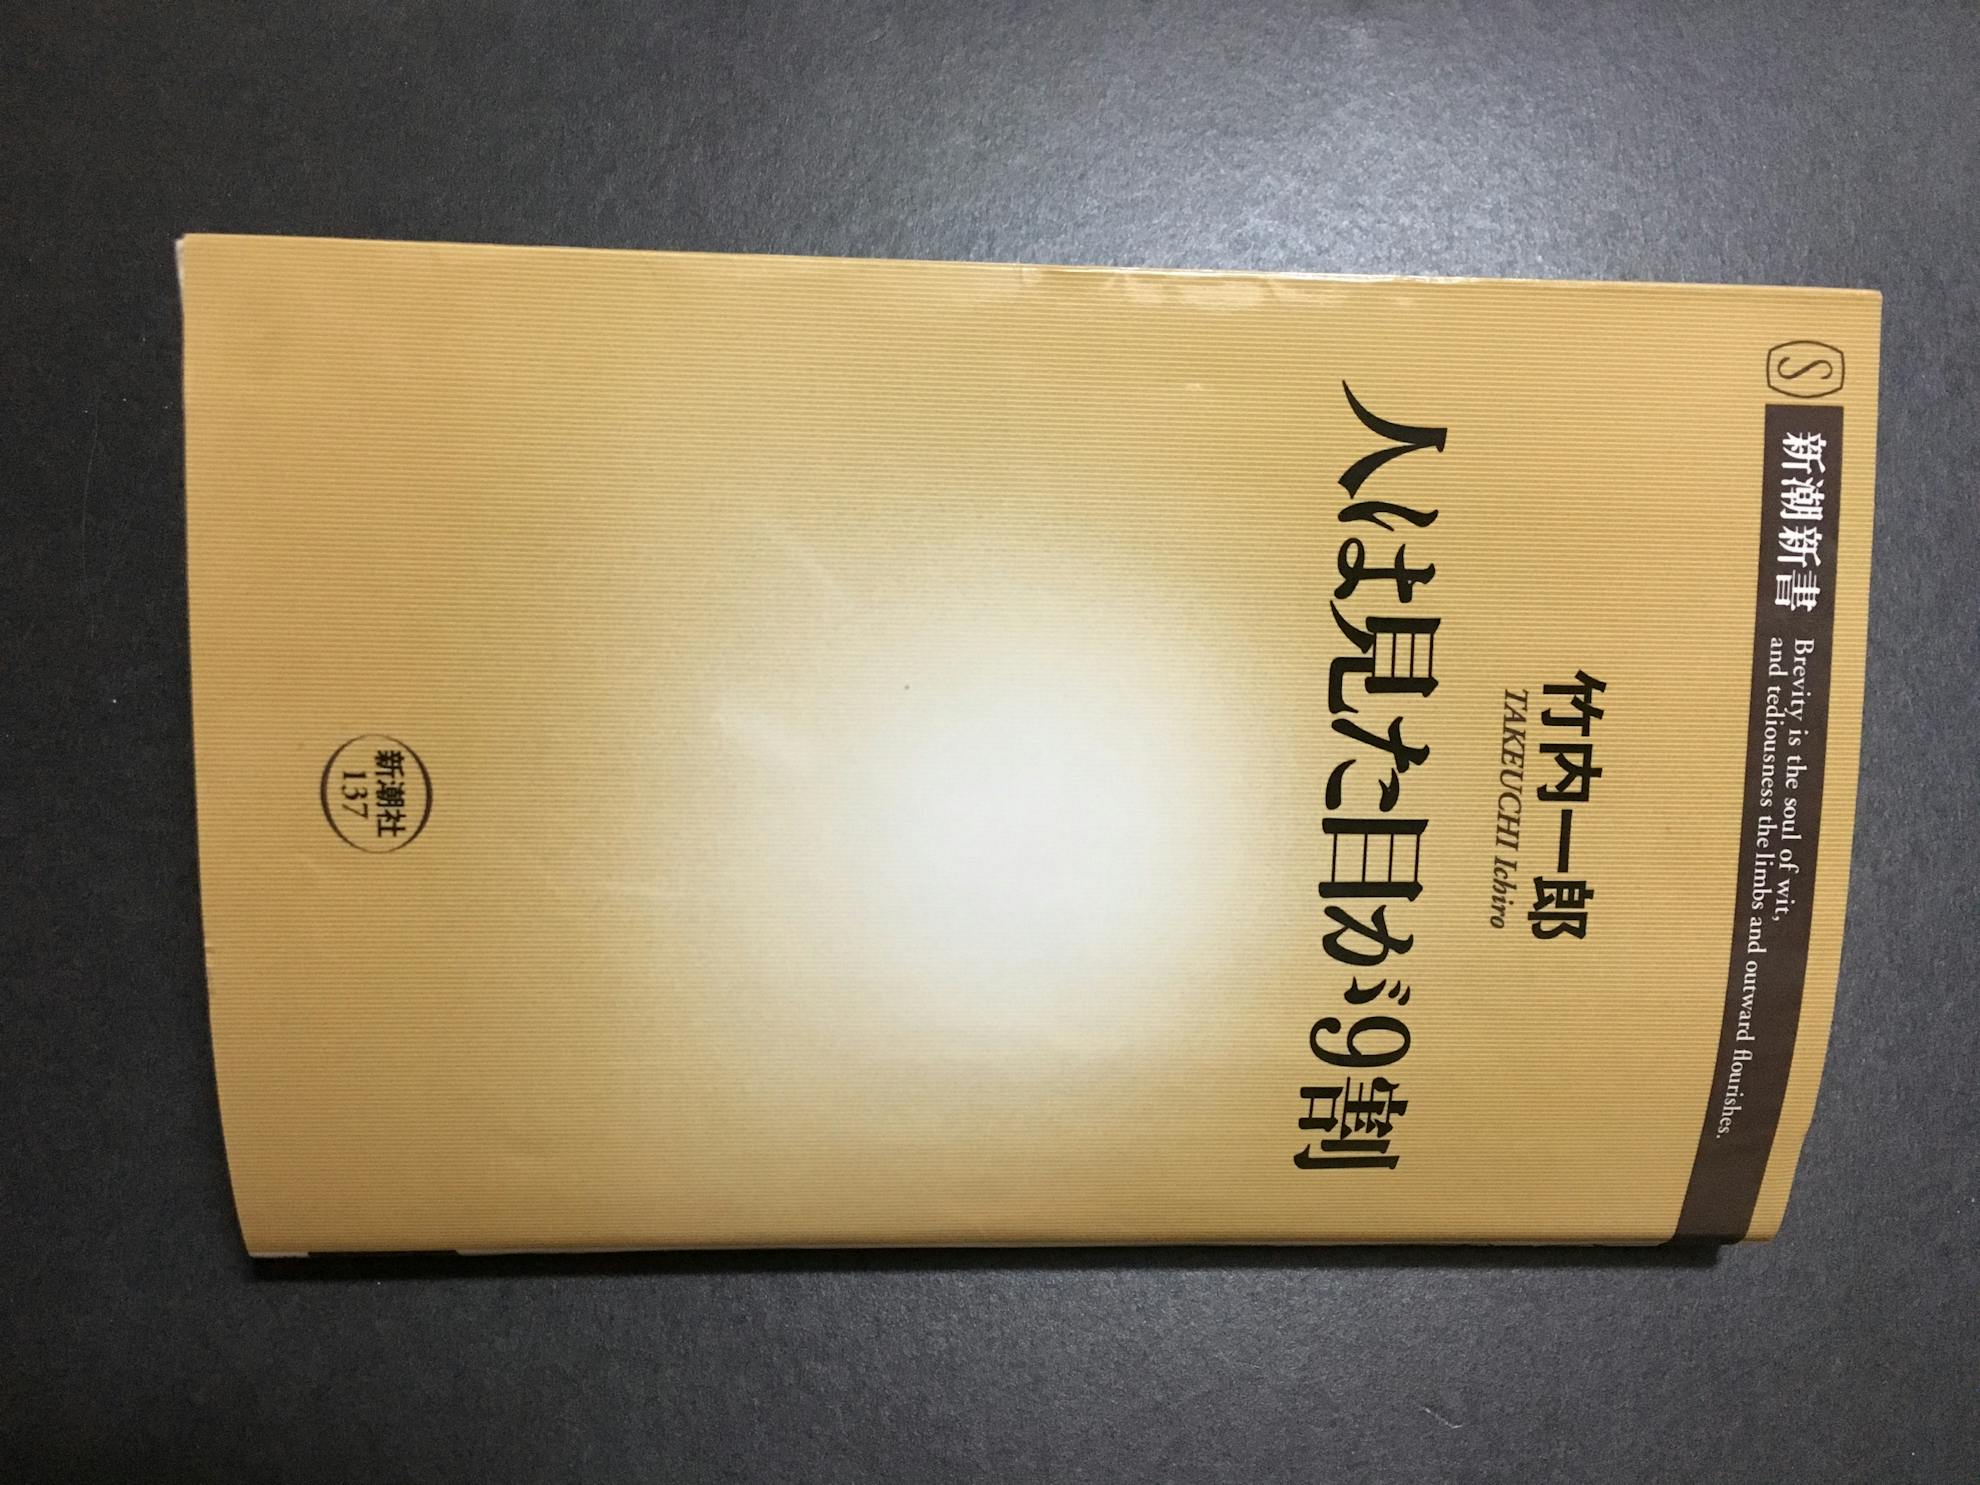 S
新潮新書
Brevity is the soul of wit,
and tediousness the limbs and outward flourishes.
竹内一郎
TAKEUCHI Ichiro
人は見た目が9割
新潮社
137